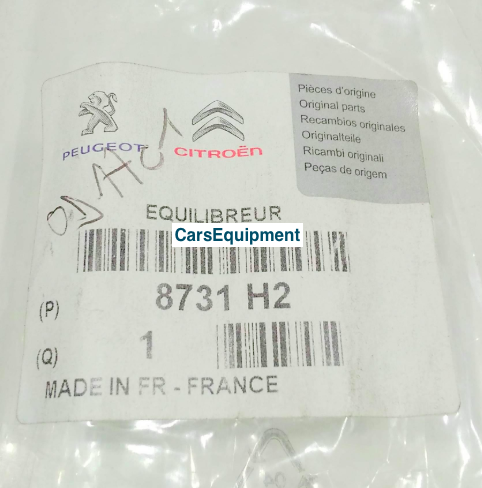 PEUGEOT
CITROËN
Pièces d'origine
Original parts
Recambios originales
Originalteile
Ricambi originali
Peças de origem
EQUILIBREUR
CarsEquipment
(P) 8731 H2
(Q) 1
MADE IN FR - FRANCE